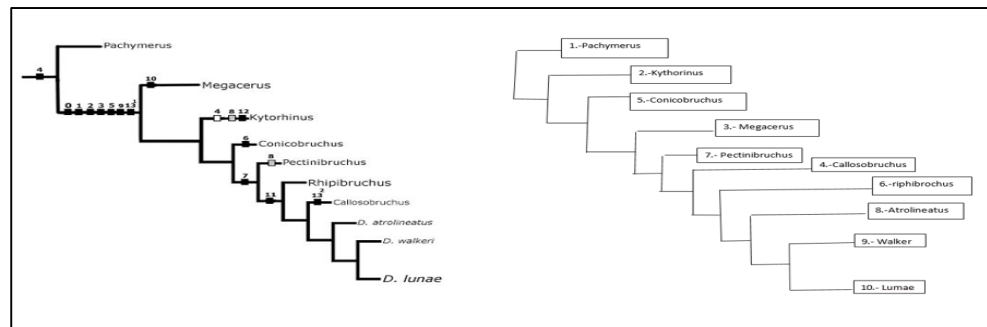 Pachymerus
4
10
Megacerus
0 1 2 3 5 9 13
4 8 12
Kytorhinus
6
Conicobruchus
8
Pectinibruchus
7
Rhipibruchus
11
2
13
Callosobruchus
D. atrolineatus
D. walkeri
D. lunae
1.-Pachymerus
2.-Kythorinus
5.-Conicobruchus
3.- Megacerus
7.- Pectinibruchus
4.-Callosobruchus
6.-riphibrochus
8.-Atrolineatus
9.- Walker
10.- Lumae